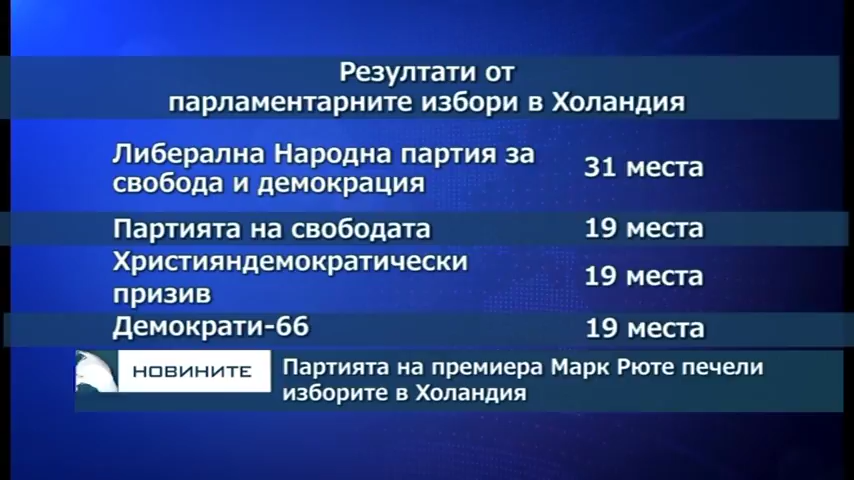 Резултати от
парламентарните избори в Холандия
Либерална Народна партия за
свобода и демокрация
31 места
Партията на свободата
19 места
Християндемократически
призив
19 места
Демократи-66
19 места
НОВИНИТЕ
Партията на премиера Марк Рюте печели
изборите в Холандия